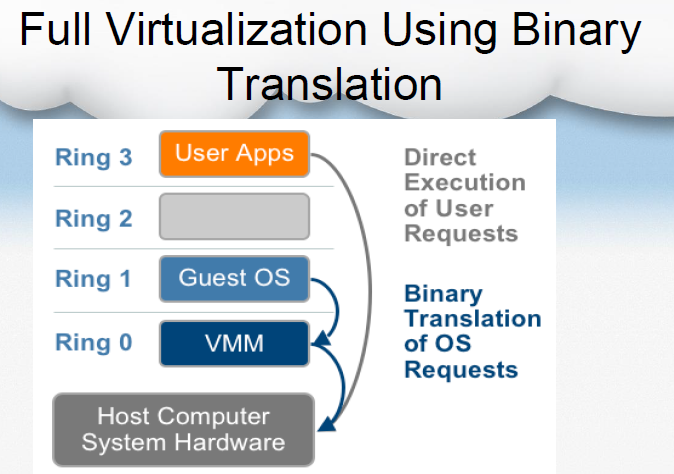 Full Virtualization Using Binary
Translation
Ring 3
User Apps
Direct
Execution
of User
Requests
Ring 2
Ring 1
Guest OS
Binary
Translation
of OS
Requests
Ring 0
VMM
Host Computer
System Hardware